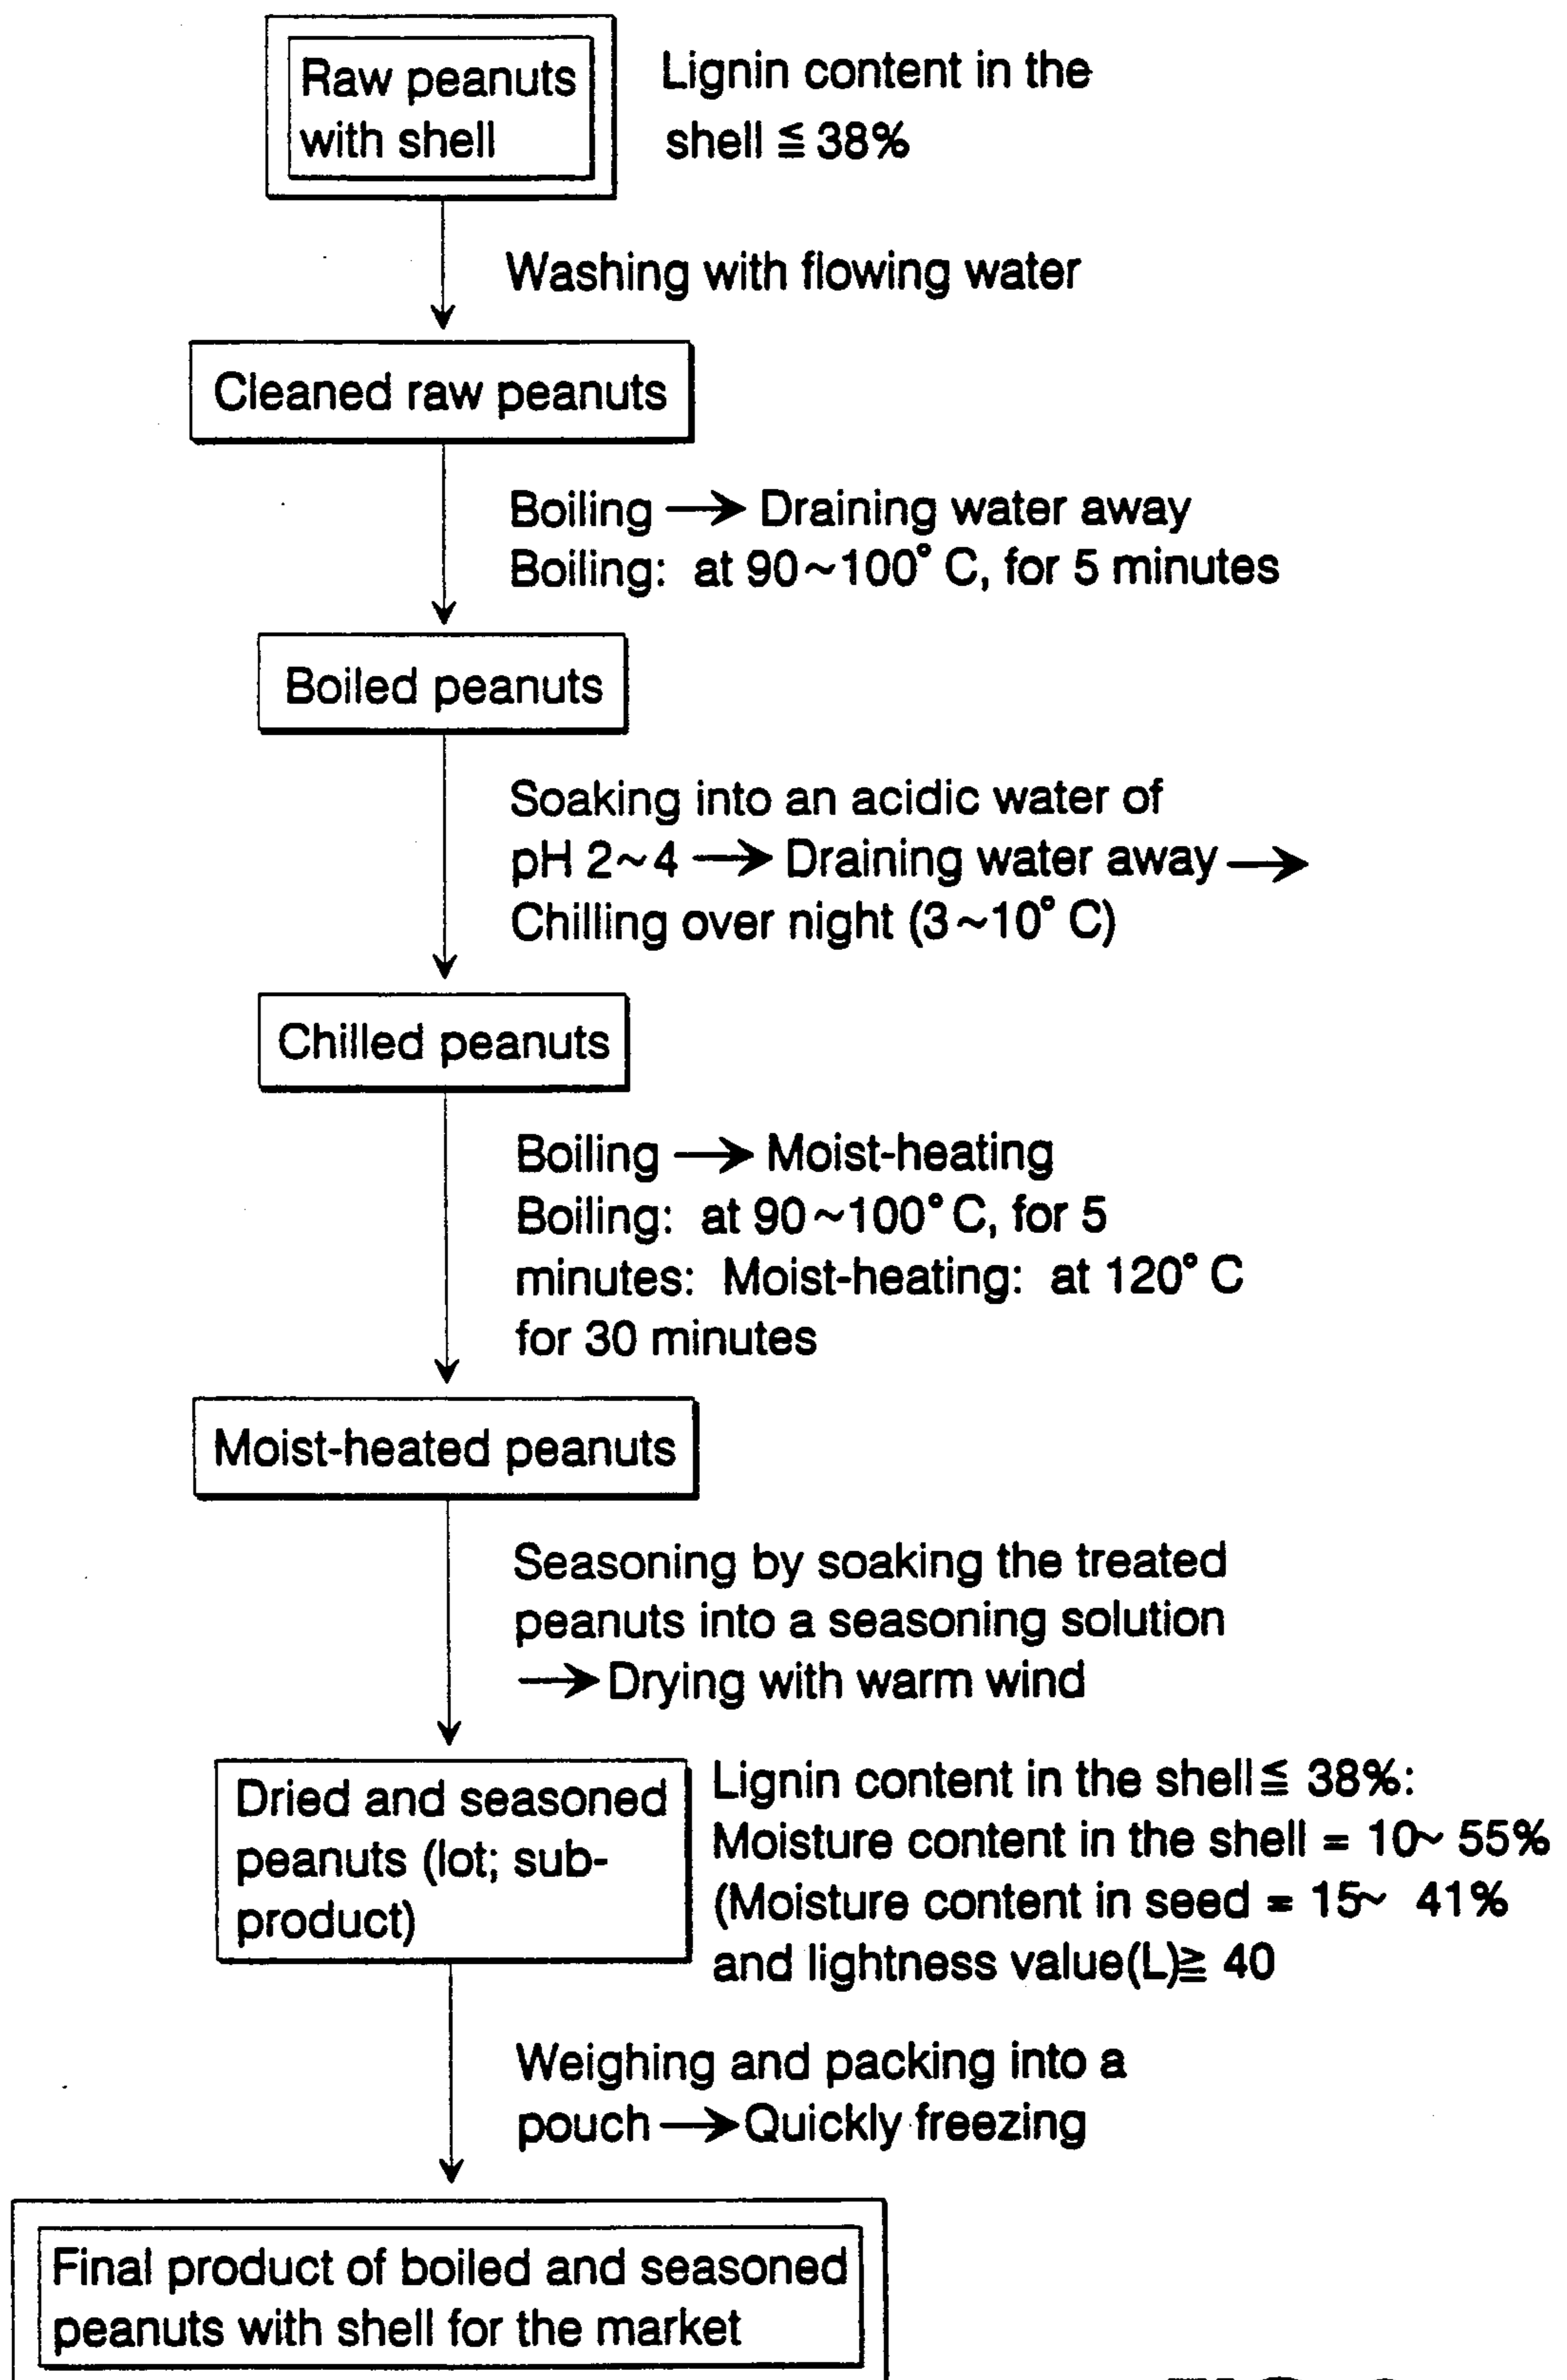 Raw peanuts
with shell
Lignin content in the
shell ≦ 38%
Washing with flowing water
Cleaned raw peanuts
Boiling → Draining water away
Boiling: at 90~100° C, for 5 minutes
Boiled peanuts
Soaking into an acidic water of
pH 2~4 → Draining water away →
Chilling over night (3~10° C)
Chilled peanuts
Boiling → Moist-heating
Boiling: at 90~100° C, for 5
minutes: Moist-heating: at 120° C
for 30 minutes
Moist-heated peanuts
Seasoning by soaking the treated
peanuts into a seasoning solution
→ Drying with warm wind
Dried and seasoned
peanuts (lot; sub-
product)
Lignin content in the shell ≦ 38%:
Moisture content in the shell = 10~ 55%
(Moisture content in seed = 15~ 41%
and lightness value(L)≧ 40
Weighing and packing into a
pouch → Quickly freezing
Final product of boiled and seasoned
peanuts with shell for the market